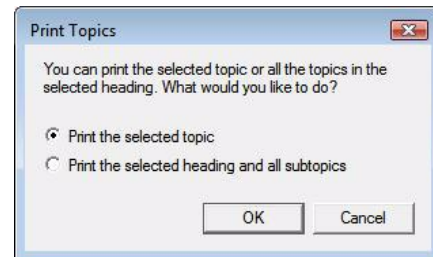 Print Topics
You can print the selected topic or all the topics in the
selected heading. What would you like to do?
Print the selected topic
Print the selected heading and all subtopics
OK
Cancel